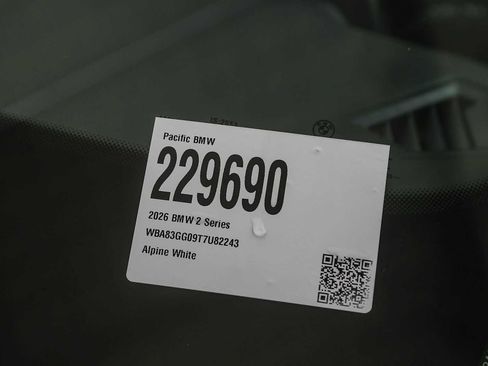 Pacific BMW
229690
2026 BMW 2 Series
WBA83GG09T7U82243
Alpine White